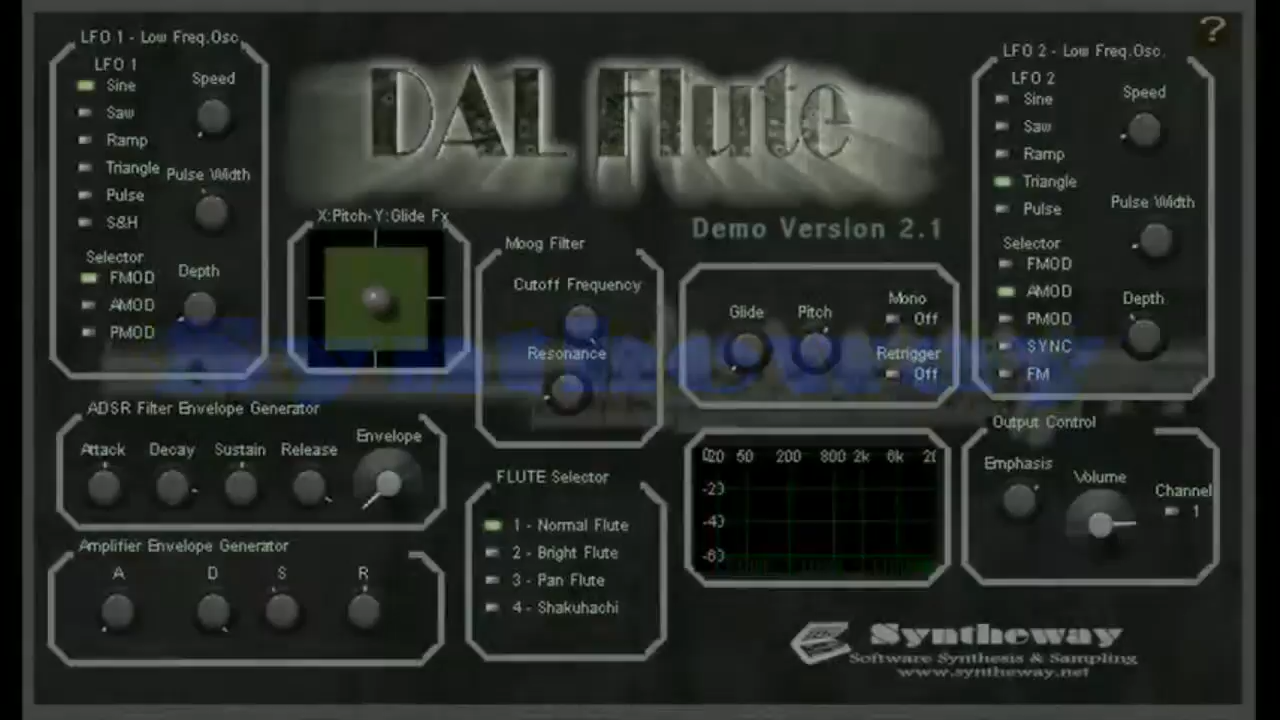 LFO 1 - Low Freq.Osc.
LFO 1
Sine
Saw
Ramp
Triangle
Pulse
S&H
Speed
Pulse Width
Selector
FMOD
AMOD
PMOD
Depth
DAL Flute
Demo Version 2.1
?
LFO 2 - Low Freq.Osc.
LFO 2
Sine
Saw
Ramp
Triangle
Pulse
Speed
Pulse Width
Selector
FMOD
AMOD
PMOD
SYNC
FM
Depth
X:Pitch-Y:Glide Fx
Moog Filter
Cutoff Frequency
Resonance
Glide
Pitch
Mono
Off
Retrigger
Off
Syntheway
ADSR Filter Envelope Generator
Attack Decay Sustain Release Envelope
Amplifier Envelope Generator
A D S R
FLUTE Selector
1 - Normal Flute
2 - Bright Flute
3 - Pan Flute
4 - Shakuhachi
20 50 200 800 2k 6k
-20
-40
-60
Output Control
Emphasis
Volume
Channel
1
Syntheway
Software Synthesis & Sampling
www.syntheway.net